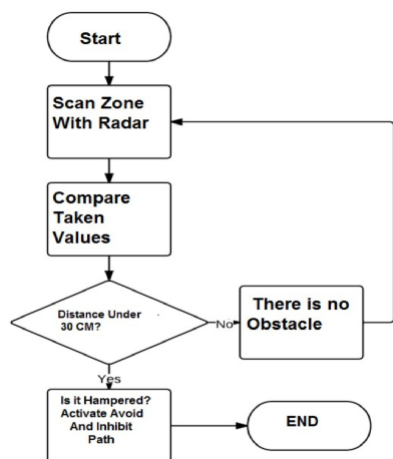 Start
Scan Zone
With Radar
Compare
Taken
Values
Distance Under
30 CM?
No
There is no
Obstacle
Yes
Is it Hampered?
Activate Avoid
And Inhibit
Path
END